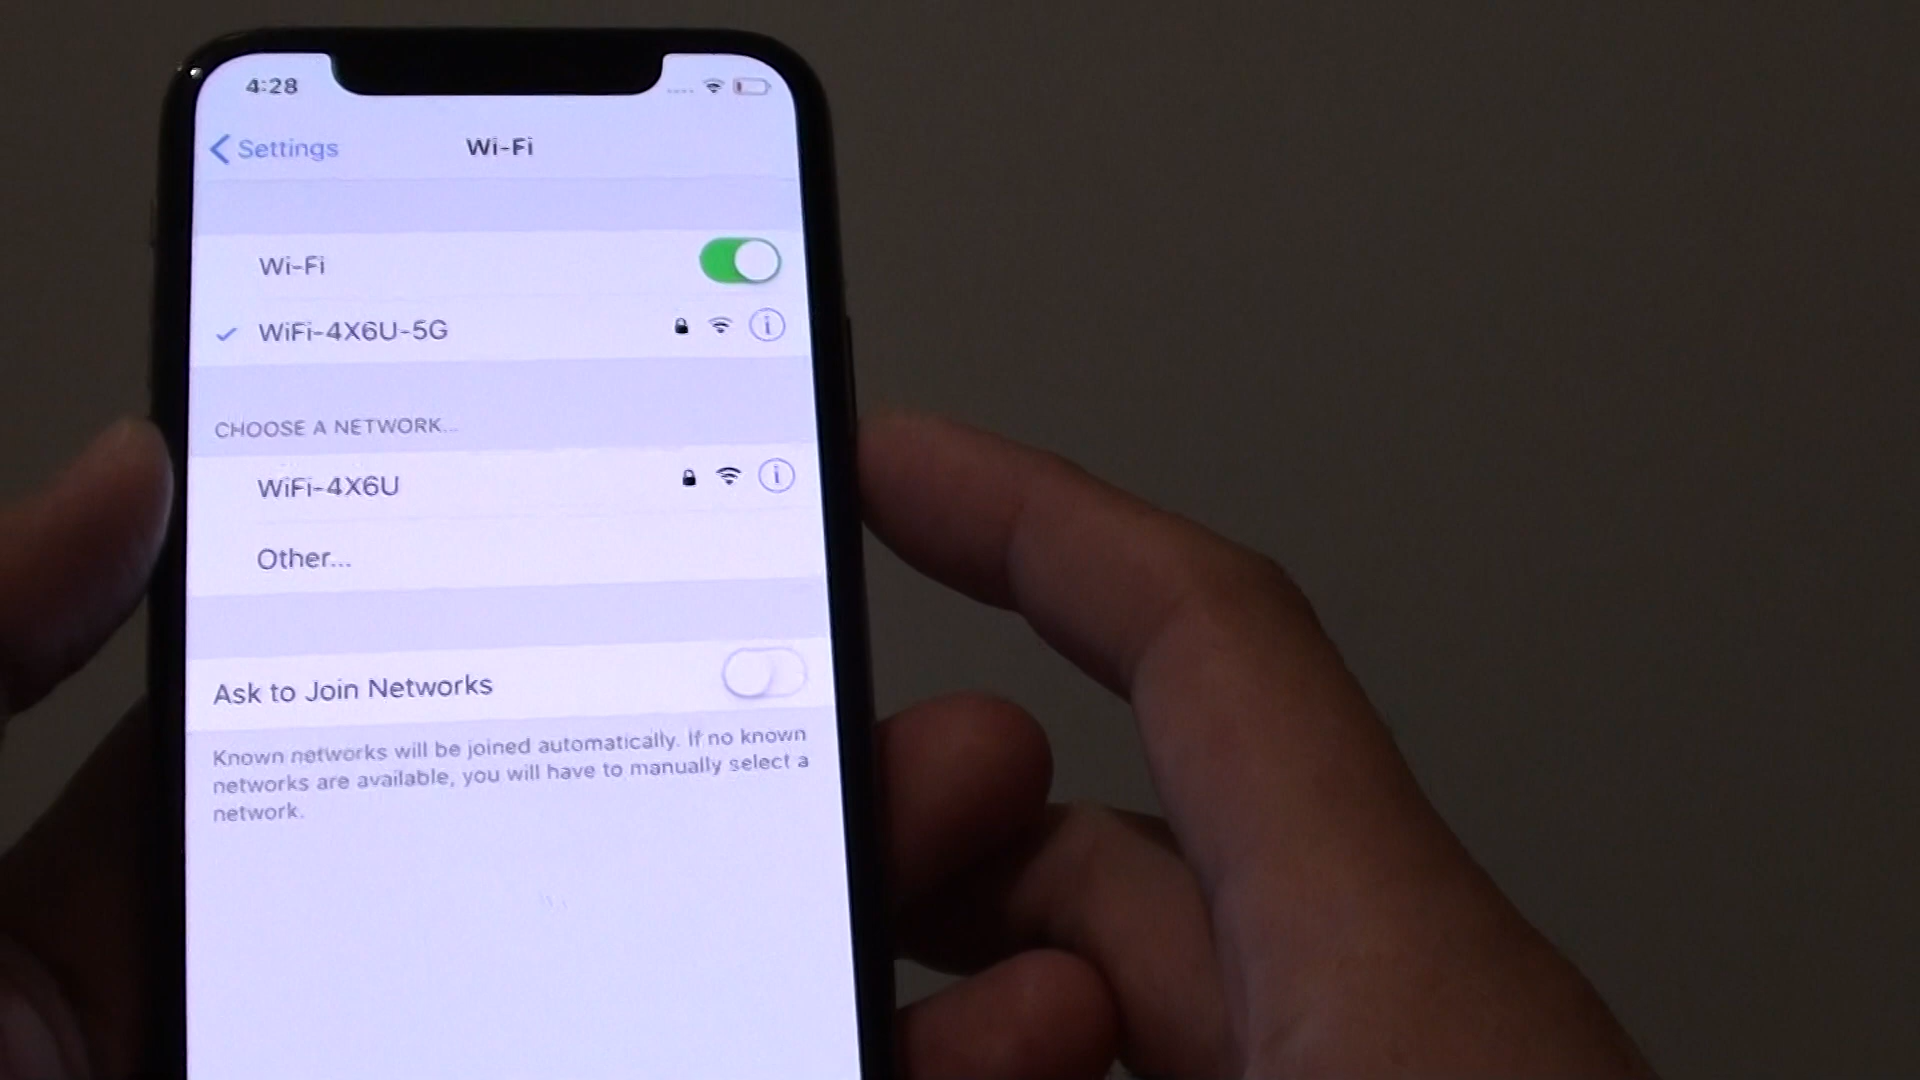 4:28
Settings
Wi-Fi
Wi-Fi
WiFi-4X6U-5G
CHOOSE A NETWORK...
WiFi-4X6U
Other...
Ask to Join Networks
Known networks will be joined automatically. If no known
networks are available, you will have to manually select a
network.